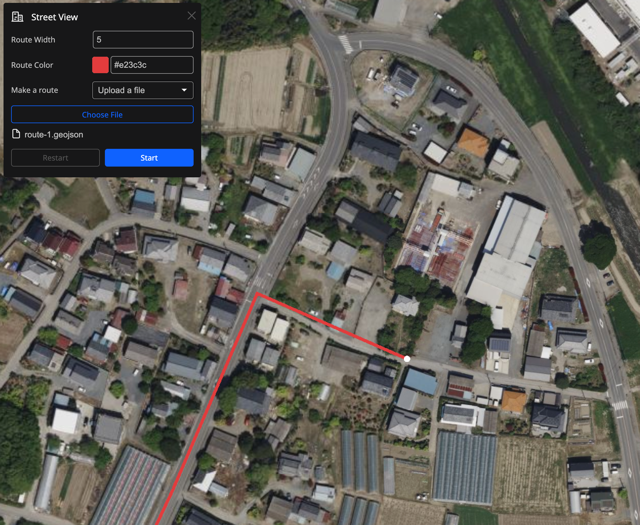 Street View
Route Width 5
Route Color #e23c3c
Make a route Upload a file
Choose File
route-1.geojson
Restart Start